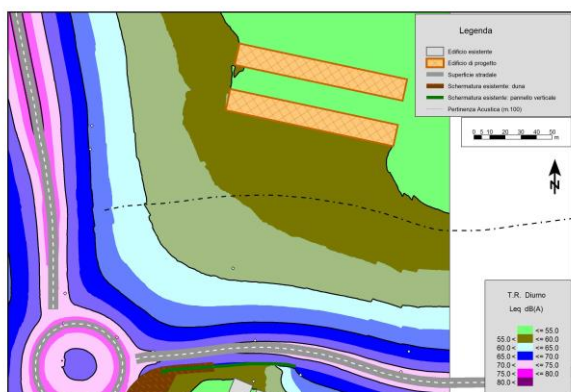 Legenda
Edificio esistente
Edificio di progetto
Superficie stradale
Schermatura esistente: duna
Schermatura esistente: pannello verticale
Pertinenza Acustica (m.100)
0 5 10 20 30 40 50
m
N
T.R. Diurno
Leq dB(A)
<= 55.0
55.0 < <= 60.0
60.0 < <= 65.0
65.0 < <= 70.0
70.0 < <= 75.0
75.0 < <= 80.0
80.0 <